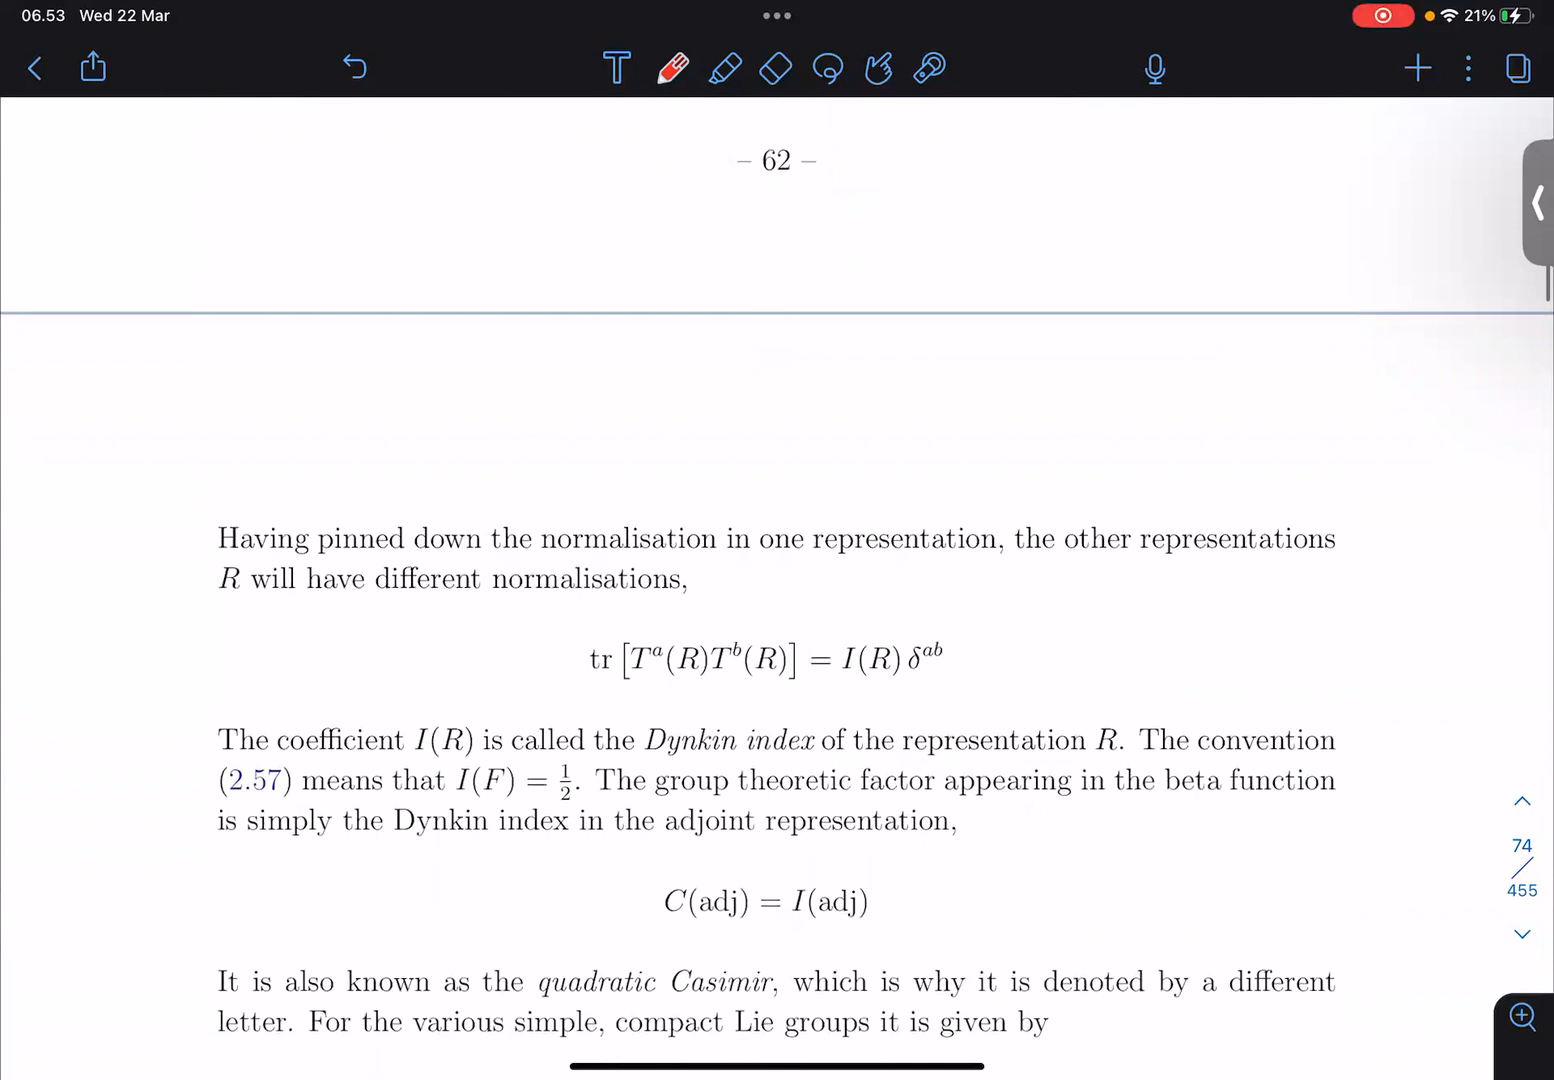 06.53 Wed 22 Mar
21%
– 62 –
Having pinned down the normalisation in one representation, the other representations
R will have different normalisations,
tr [Tᵃ(R)Tᵇ(R)] = I(R) δᵃᵇ
The coefficient I(R) is called the Dynkin index of the representation R. The convention
(2.57) means that I(F) = ½. The group theoretic factor appearing in the beta function
is simply the Dynkin index in the adjoint representation,
C(adj) = I(adj)
It is also known as the quadratic Casimir, which is why it is denoted by a different
letter. For the various simple, compact Lie groups it is given by
74
/
455